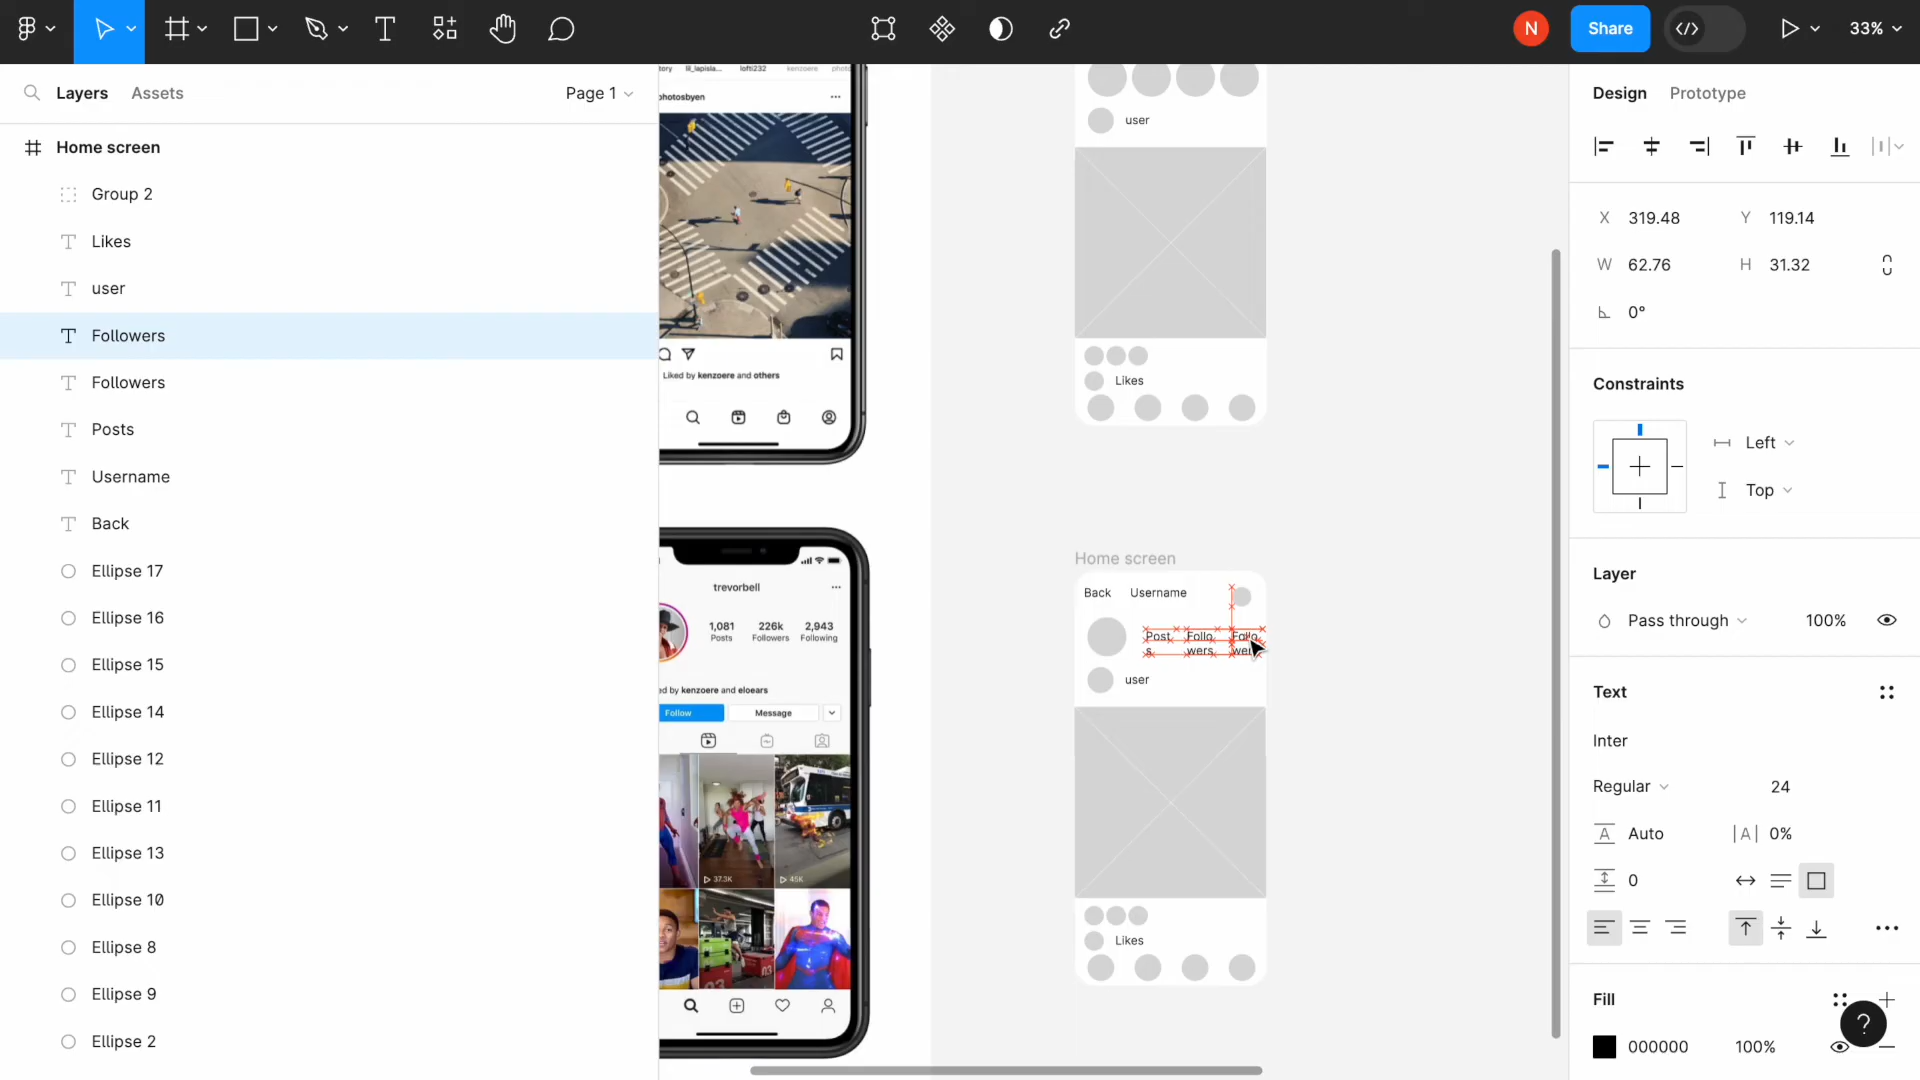 N
Share
33%
Layers
Assets
Page 1
Home screen
Group 2
Likes
user
Followers
Followers
Posts
Username
Back
Ellipse 17
Ellipse 16
Ellipse 15
Ellipse 14
Ellipse 12
Ellipse 11
Ellipse 13
Ellipse 10
Ellipse 8
Ellipse 9
Ellipse 2
lofti232
kenzoere
photosbyen
Liked by kenzoere and others
trevorbell
1,081 226k 2,943
Posts Followers Following
by kenzoere and eloears
Follow
Message
37.3K
45K
user
Likes
Home screen
Back Username
Post Follo Follo
s wers wers
user
Likes
Design
Prototype
X 319.48 Y 119.14
W 62.76 H 31.32
0°
Constraints
Left
Top
Layer
Pass through 100%
Text
Inter
Regular 24
A Auto |A| 0%
0
Fill
000000 100%
?